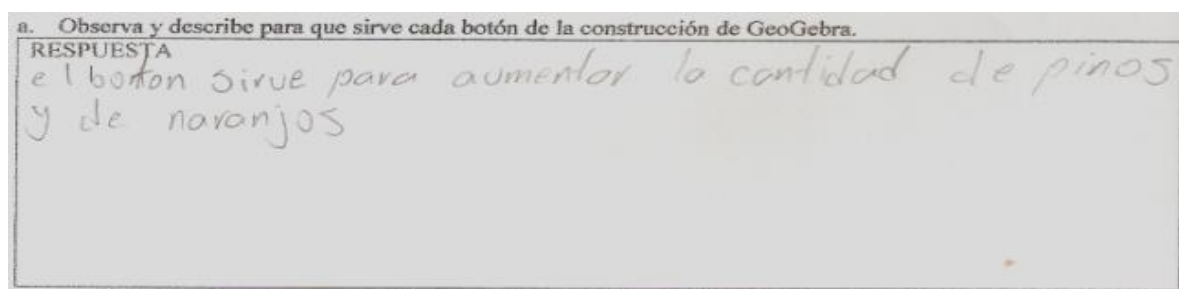 a. Observa y describe para que sirve cada botón de la construcción de GeoGebra.
RESPUESTA
el boton sirve para aumentar la cantidad de pinos
y de naranjos